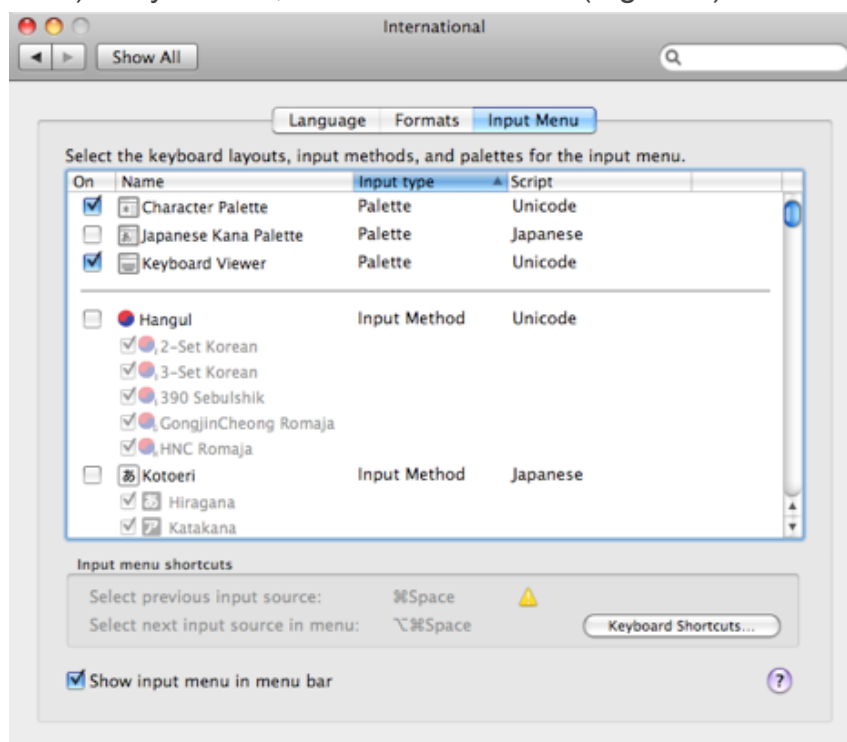 International
Show All
Language Formats Input Menu
Select the keyboard layouts, input methods, and palettes for the input menu.
On Name Input type Script
Character Palette Palette Unicode
Japanese Kana Palette Palette Japanese
Keyboard Viewer Palette Unicode
Hangul Input Method Unicode
2-Set Korean
3-Set Korean
390 Sebulshik
GongjinCheong Romaja
HNC Romaja
あ Kotoeri Input Method Japanese
あ Hiragana
ア Katakana
Input menu shortcuts
Select previous input source: ⌘Space
Select next input source in menu: ⌥⌘Space Keyboard Shortcuts...
Show input menu in menu bar ?